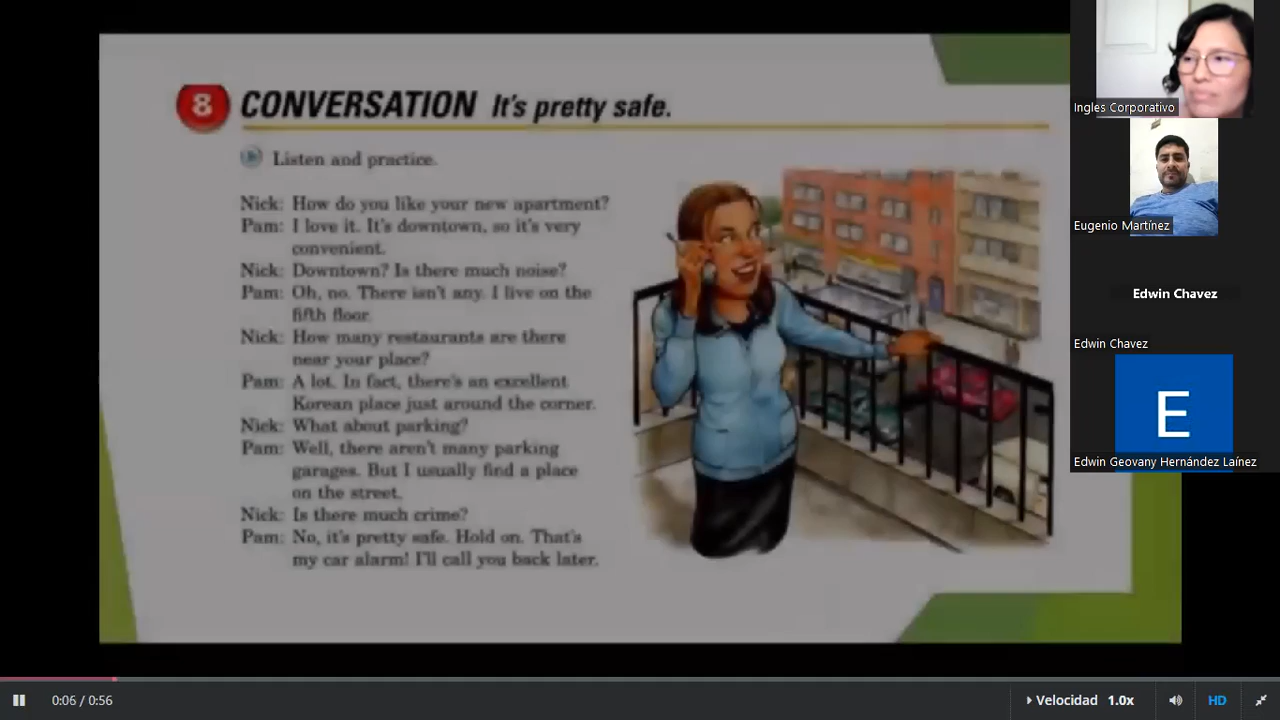 8 CONVERSATION It's pretty safe.
Listen and practice.
Nick: How do you like your new apartment?
Pam: I love it. It's downtown, so it's very
convenient.
Nick: Downtown? Is there much noise?
Pam: Oh, no. There isn't any. I live on the
fifth floor.
Nick: How many restaurants are there
near your place?
Pam: A lot. In fact, there's an excellent
Korean place just around the corner.
Nick: What about parking?
Pam: Well, there aren't many parking
garages. But I usually find a place
on the street.
Nick: Is there much crime?
Pam: No, it's pretty safe. Hold on. That's
my car alarm! I'll call you back later.
Ingles Corporativo
Eugenio Martínez
Edwin Chavez
Edwin Chavez
E
Edwin Geovany Hernández Laínez
0:06 / 0:56
Velocidad 1.0x
HD